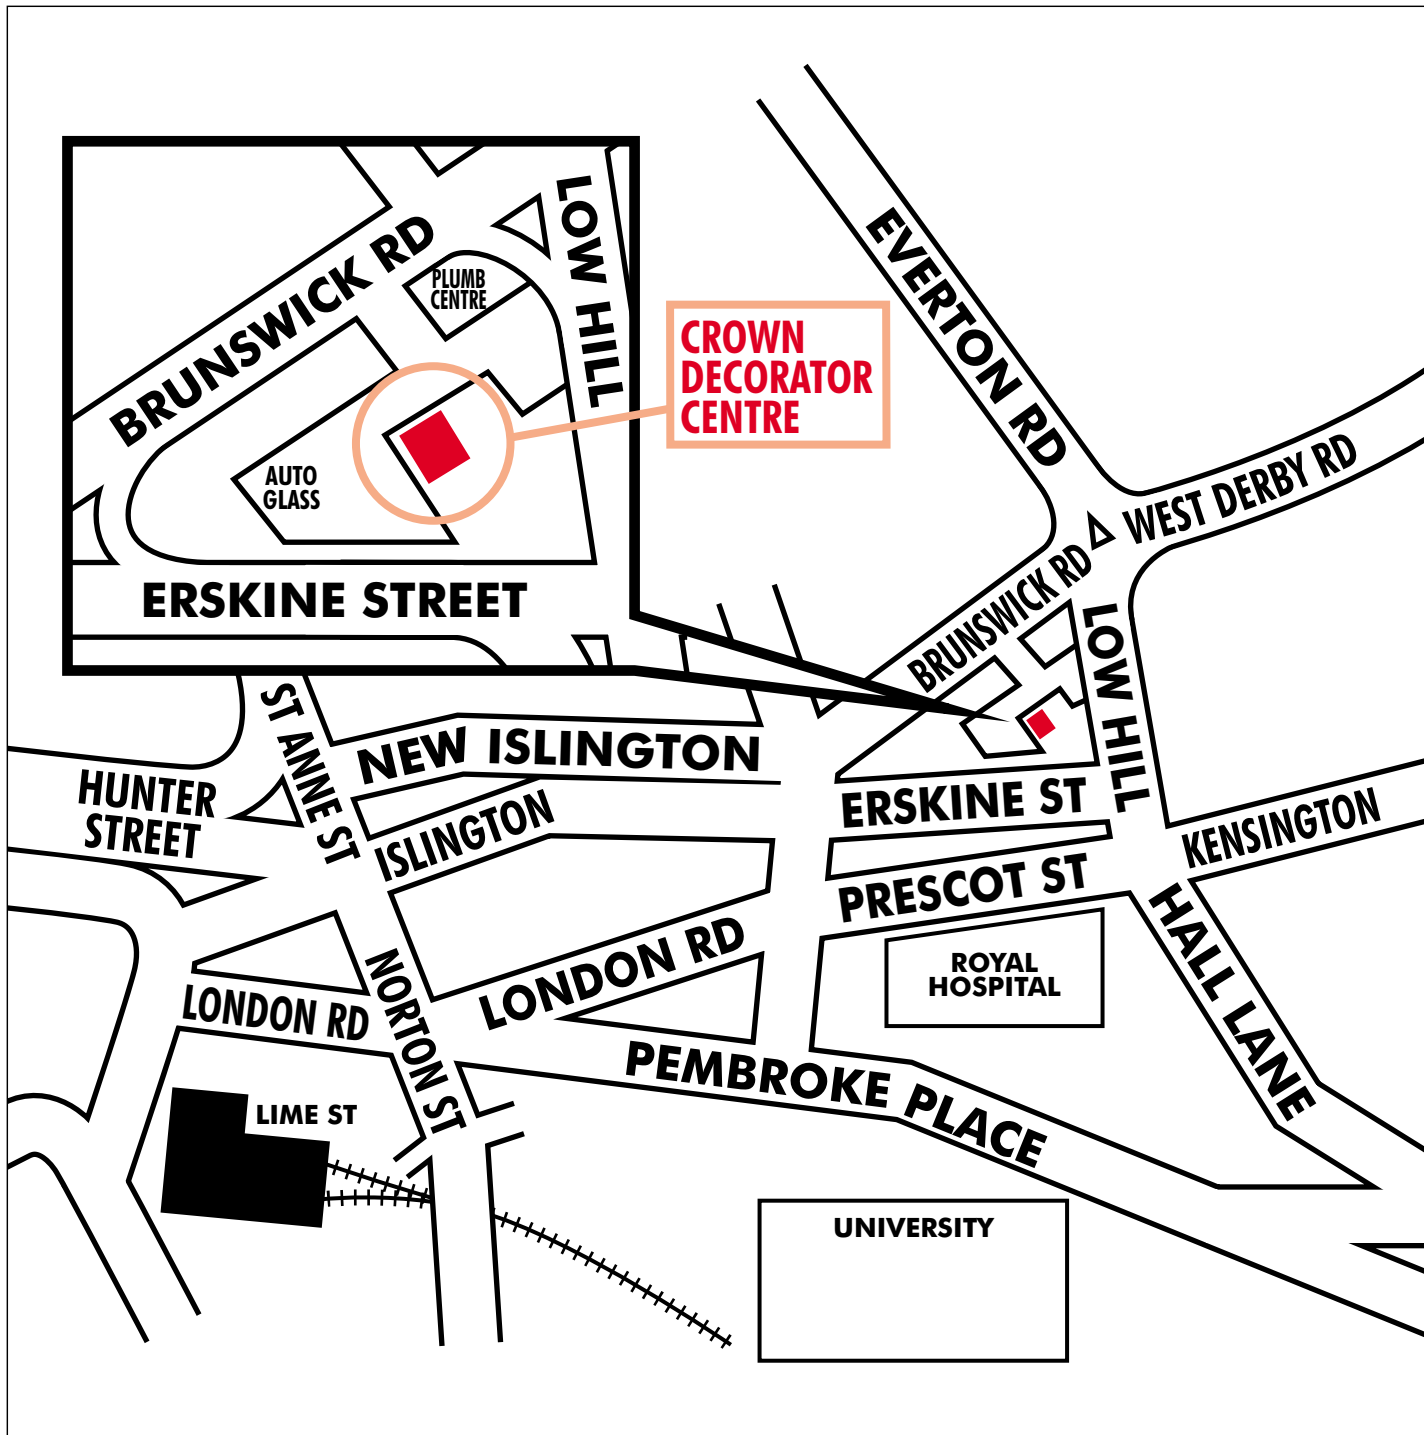 BRUNSWICK RD
LOW HILL
PLUMB
CENTRE
AUTO
GLASS
ERSKINE STREET
CROWN
DECORATOR
CENTRE
EVERTON RD
WEST DERBY RD
BRUNSWICK RD
LOW HILL
ST ANNE ST
NEW ISLINGTON
HUNTER
STREET
ISLINGTON
ERSKINE ST
KENSINGTON
PRESCOT ST
HALL LANE
LONDON RD
ROYAL
HOSPITAL
LONDON RD
NORTON ST
PEMBROKE PLACE
LIME ST
UNIVERSITY